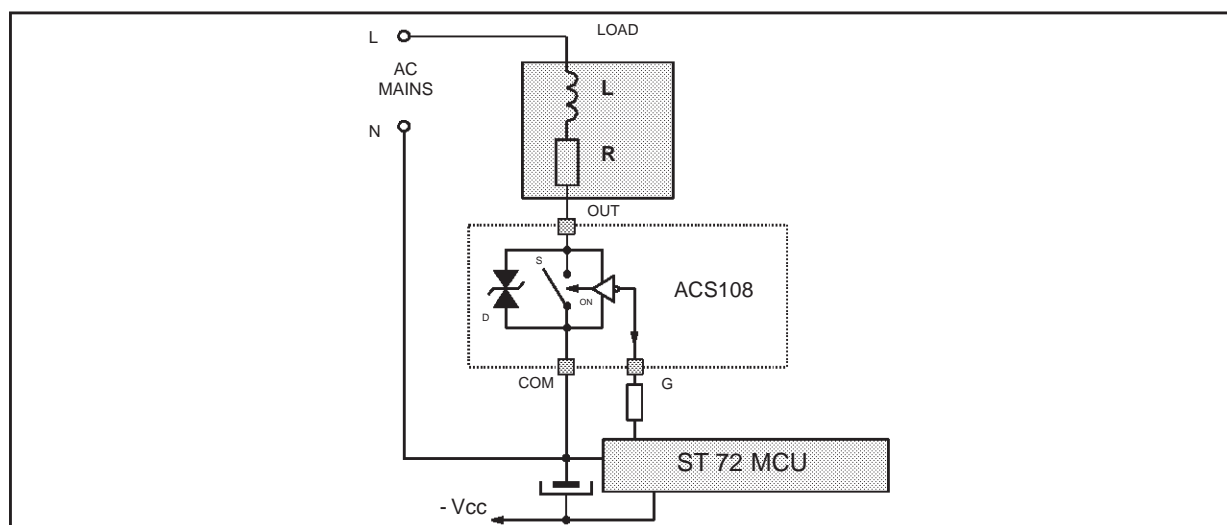 LOAD
L
AC
MAINS
N
L
R
OUT
S
ON
D
ACS108
COM
G
ST 72 MCU
- Vcc